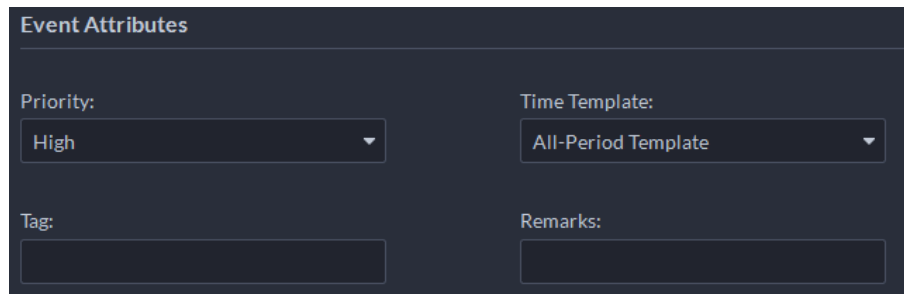 Event Attributes
Priority:
Time Template:
High
All-Period Template
Tag:
Remarks: